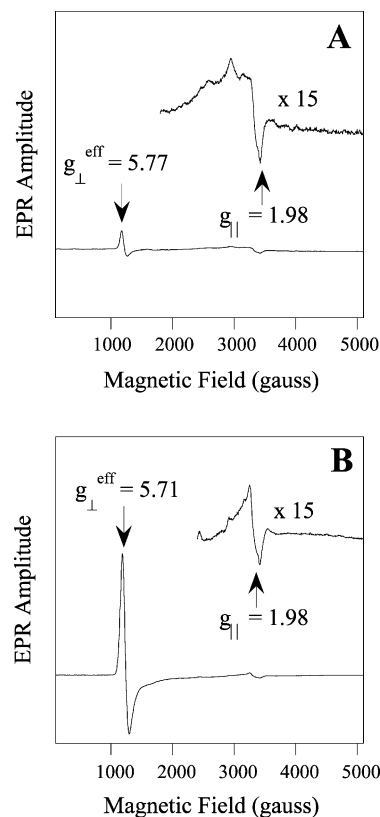 A
x 15
g⊥ᵉᶠᶠ = 5.77
g|| = 1.98
EPR Amplitude
1000 2000 3000 4000 5000
Magnetic Field (gauss)
B
g⊥ᵉᶠᶠ = 5.71
x 15
g|| = 1.98
EPR Amplitude
1000 2000 3000 4000 5000
Magnetic Field (gauss)